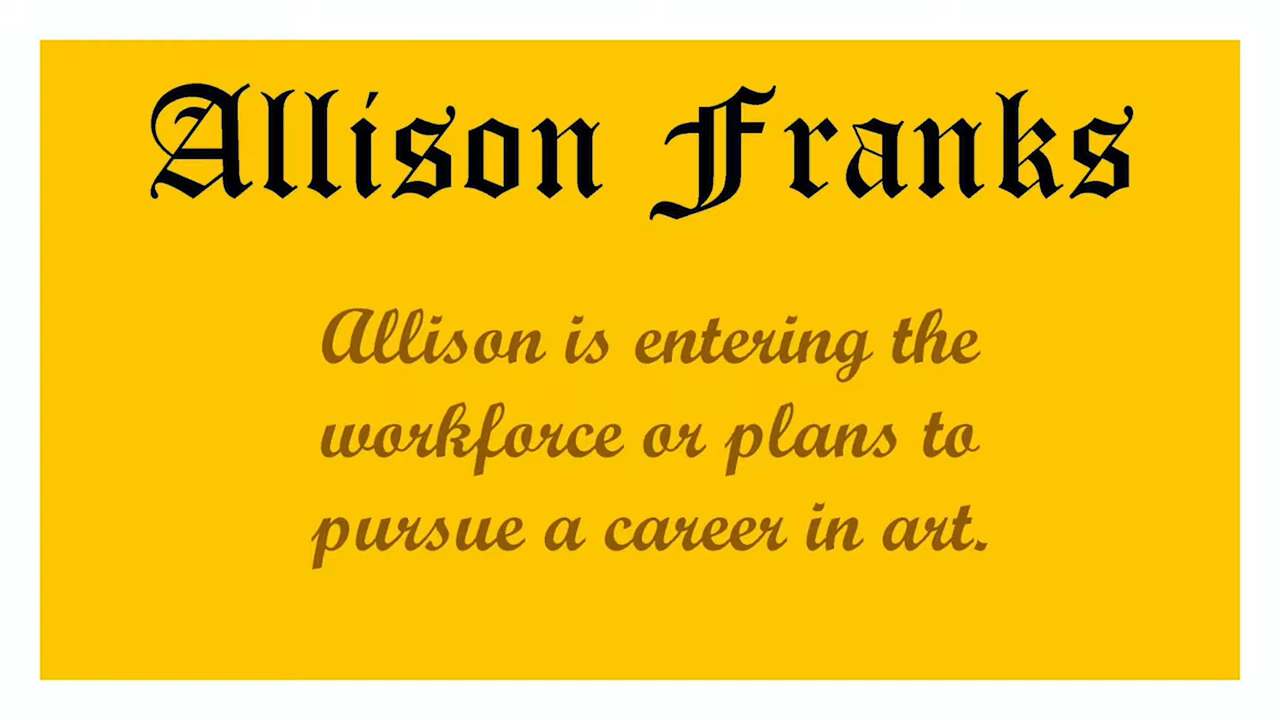 Allison Franks
Allison is entering the
workforce or plans to
pursue a career in art.